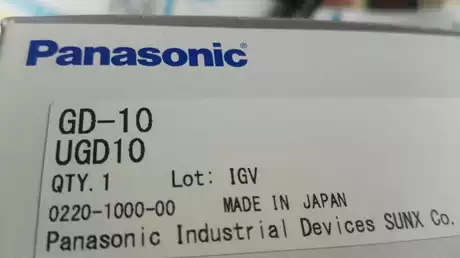 Panasonic
GD-10
UGD10
QTY.1 Lot: IGV
0220-1000-00 MADE IN JAPAN
Panasonic Industrial Devices SUNX Co.